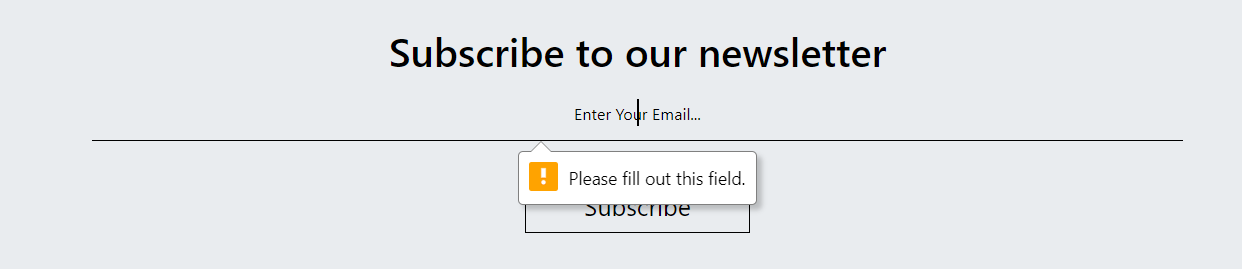 Subscribe to our newsletter
Enter Your Email...
Please fill out this field.
Subscribe